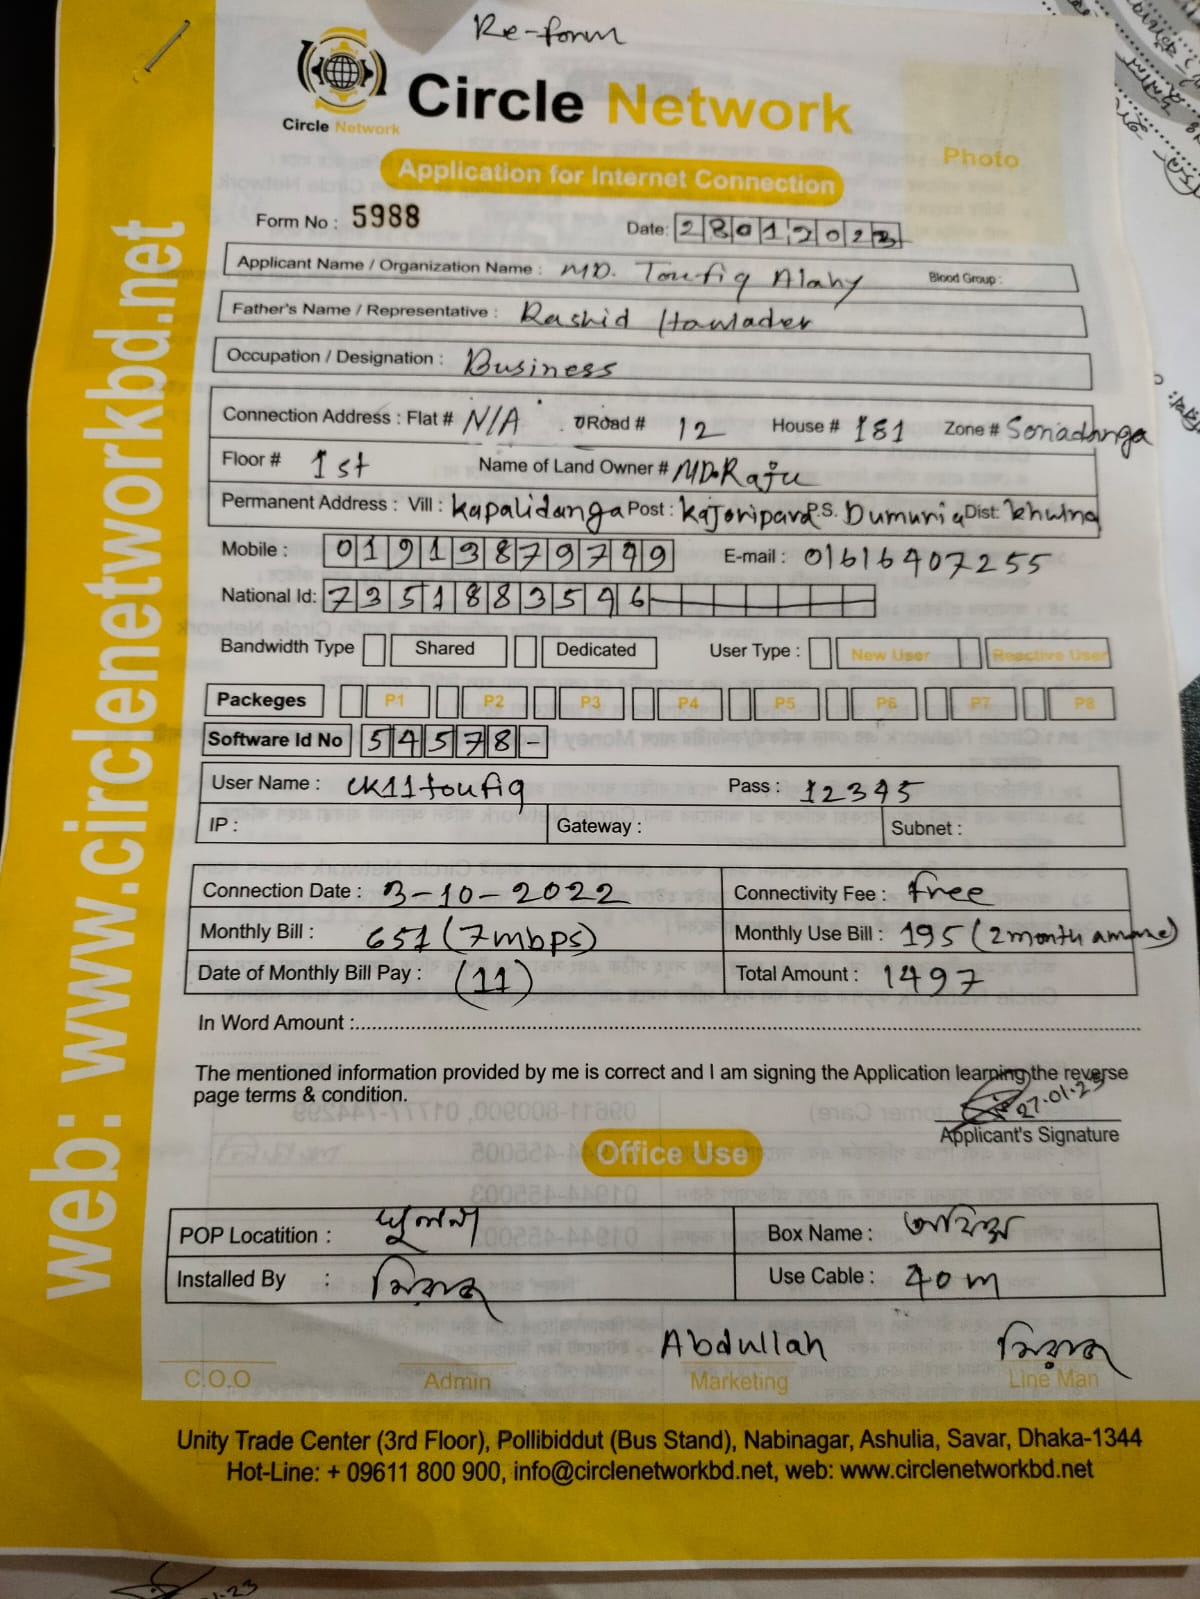 Re-form
Circle Network
Circle Network
Application for Internet Connection
Photo
Form No : 5988
Date: 28012023
Applicant Name / Organization Name : MD. Toufiq Alahy Blood Group :
Father's Name / Representative : Rashid Howlader
Occupation / Designation : Business
Connection Address : Flat # N/A Road # 12 House # 181 Zone # Sonadanga
Floor # 1st Name of Land Owner # MD. Raju
Permanent Address : Vill : Kapalidanga Post : Kajoripara P.S. Dumuria Dist: Khulna
Mobile : 01913879749 E-mail : 01616407255
National Id: 7351883546
Bandwidth Type Shared Dedicated User Type : New User Reactive User
Packeges P1 P2 P3 P4 P5 P6 P7 P8
Software Id No 54578-
User Name : ck11toufiq Pass : 12345
IP : Gateway : Subnet :
Connection Date : 3-10-2022 Connectivity Fee : free
Monthly Bill : 651 (7mbps) Monthly Use Bill : 195 (2 month
Date of Monthly Bill Pay : (11) Total Amount : 1497
In Word Amount :
The mentioned information provided by me is correct and I am signing the Application learning the reverse
page terms & condition.
27.01.23
Applicant's Signature
Office Use
POP Locatition : Box Name :
Installed By : মিরাজ Use Cable : 40m
Abdullah মিরাজ
C.O.O Admin Marketing Line Man
Unity Trade Center (3rd Floor), Pollibiddut (Bus Stand), Nabinagar, Ashulia, Savar, Dhaka-1344
Hot-Line: + 09611 800 900, info@circlenetworkbd.net, web: www.circlenetworkbd.net
web: www.circlenetworkbd.net